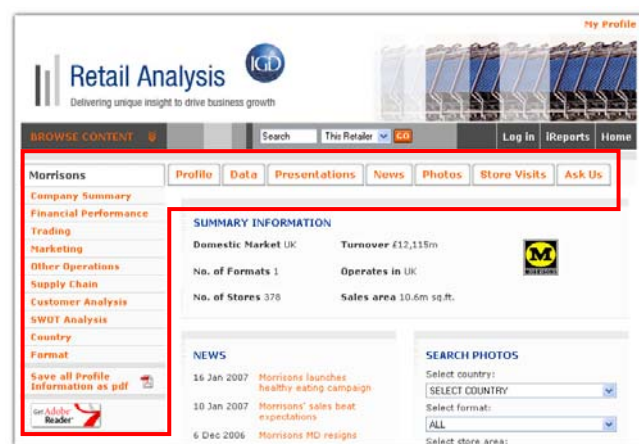 My Profile
Retail Analysis IGD
Delivering unique insight to drive business growth
BROWSE CONTENT Search This Retailer GO Log in iReports Home
Morrisons Profile Data Presentations News Photos Store Visits Ask Us
Company Summary
Financial Performance
Trading
Marketing
Other Operations
Supply Chain
Customer Analysis
SWOT Analysis
Country
Format
Save all Profile
Information as pdf
Get Adobe
Reader
SUMMARY INFORMATION
Domestic Market UK Turnover £12,115m
No. of Formats 1 Operates in UK
No. of Stores 378 Sales area 10.6m sq.ft.
M
NEWS
16 Jan 2007 Morrisons launches
healthy eating campaign
10 Jan 2007 Morrisons' sales beat
expectations
6 Dec 2006 Morrisons MD resigns
SEARCH PHOTOS
Select country:
SELECT COUNTRY
Select format:
ALL
Select store area: